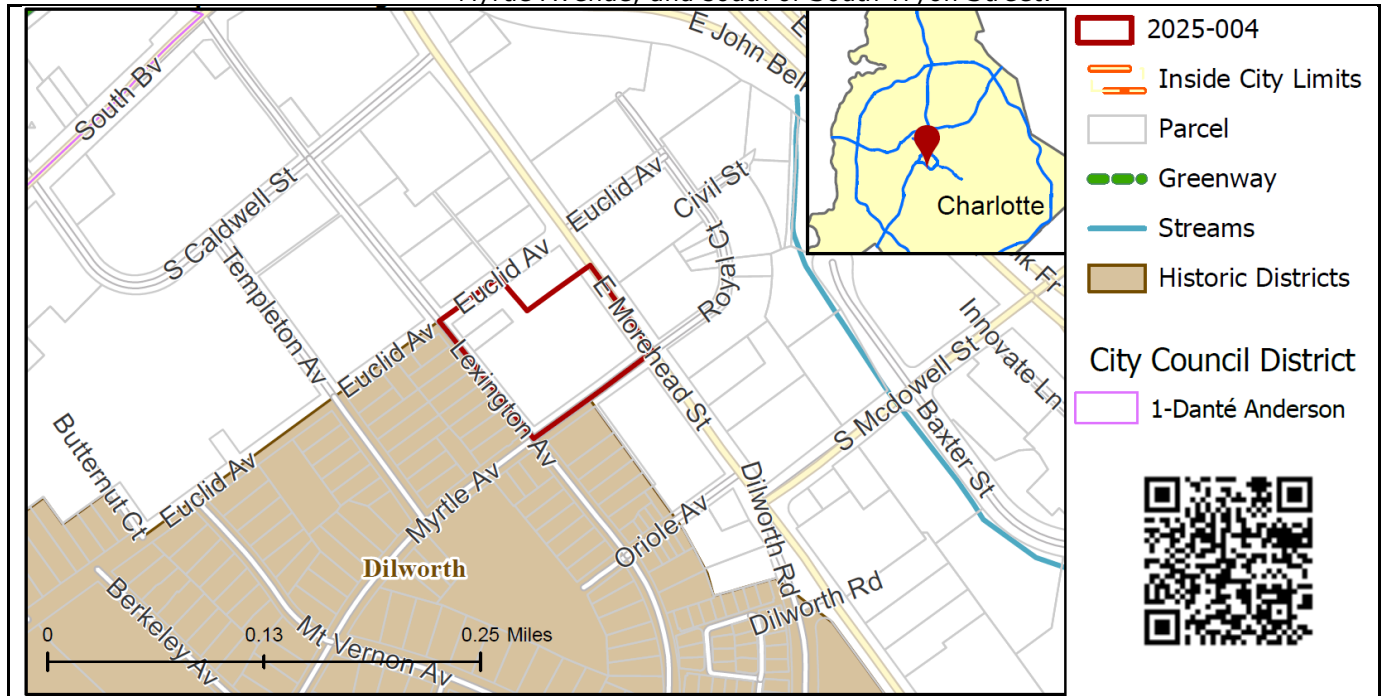 South Bv
E John Belk
S Caldwell St
Euclid Av
Civil St
Royal Ct
Templeton Av
Euclid Av
E Morehead St
Euclid Av
Lexington Av
Innovate Ln
S Mcdowell St
Baxter St
Butternut Ct
Euclid Av
Myrtle Av
Oriole Av
Dilworth Rd
Dilworth
Dilworth Rd
Berkeley Av
Mt Vernon Av
0 0.13 0.25 Miles
Charlotte
2025-004
Inside City Limits
Parcel
Greenway
Streams
Historic Districts
City Council District
1-Danté Anderson